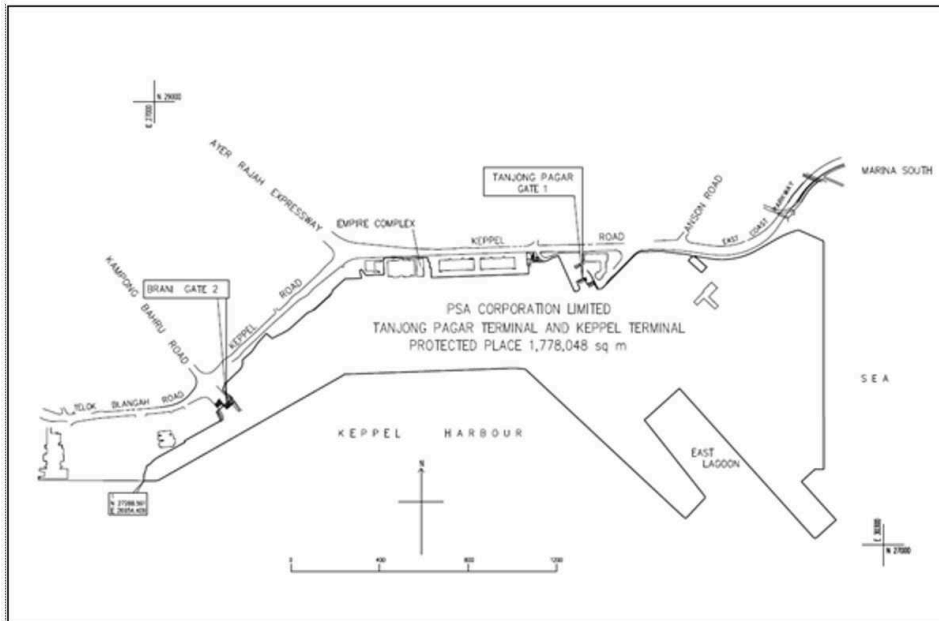 N 29000
E 27000
AYER RAJAH EXPRESSWAY
TANJONG PAGAR
GATE 1
ANSON ROAD
MARINA SOUTH
EAST COAST PARKWAY
EMPIRE COMPLEX
KEPPEL ROAD
KAMPONG BAHRU ROAD
BRANI GATE 2
KEPPEL ROAD
PSA CORPORATION LIMITED
TANJONG PAGAR TERMINAL AND KEPPEL TERMINAL
PROTECTED PLACE 1,778,048 sq m
SEA
TELOK BLANGAH ROAD
KEPPEL HARBOUR
EAST
LAGOON
N
1
E 30300
N 27000
0 400 800 1200